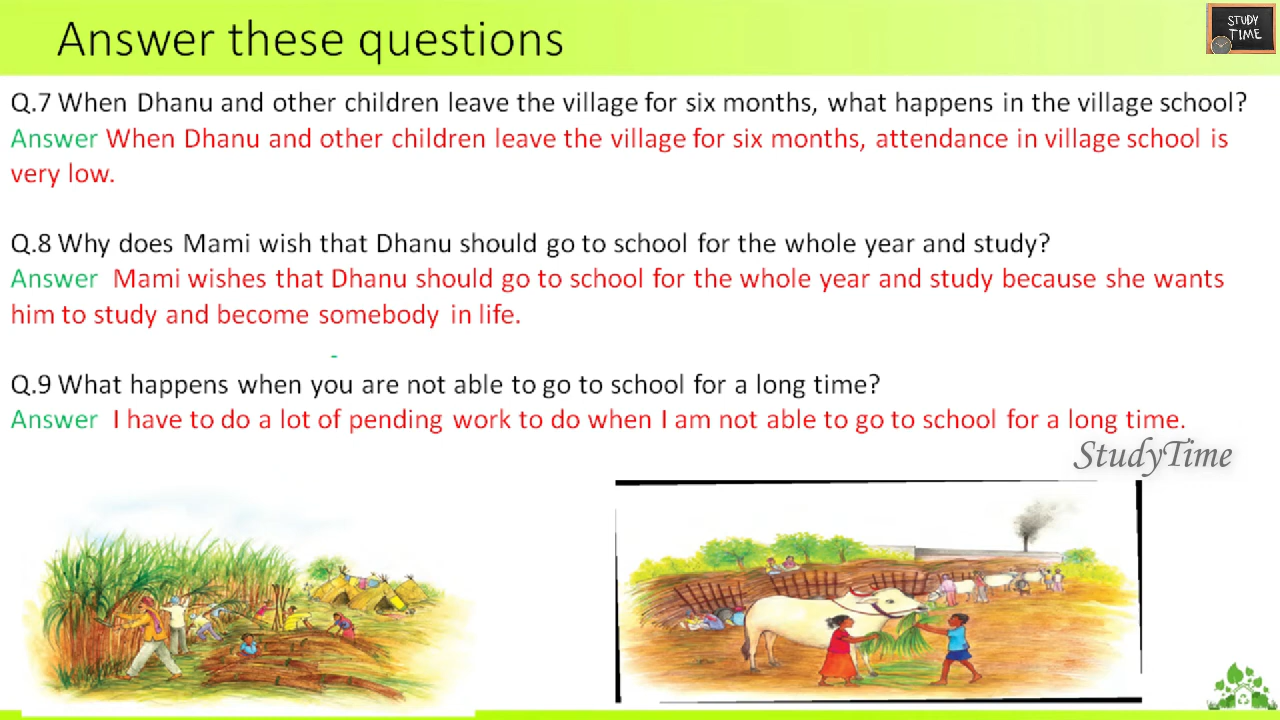 Answer these questions
STUDY
TIME
Q.7 When Dhanu and other children leave the village for six months, what happens in the village school?
Answer When Dhanu and other children leave the village for six months, attendance in village school is
very low.
Q.8 Why does Mami wish that Dhanu should go to school for the whole year and study?
Answer Mami wishes that Dhanu should go to school for the whole year and study because she wants
him to study and become somebody in life.
-
Q.9 What happens when you are not able to go to school for a long time?
Answer I have to do a lot of pending work to do when I am not able to go to school for a long time.
StudyTime